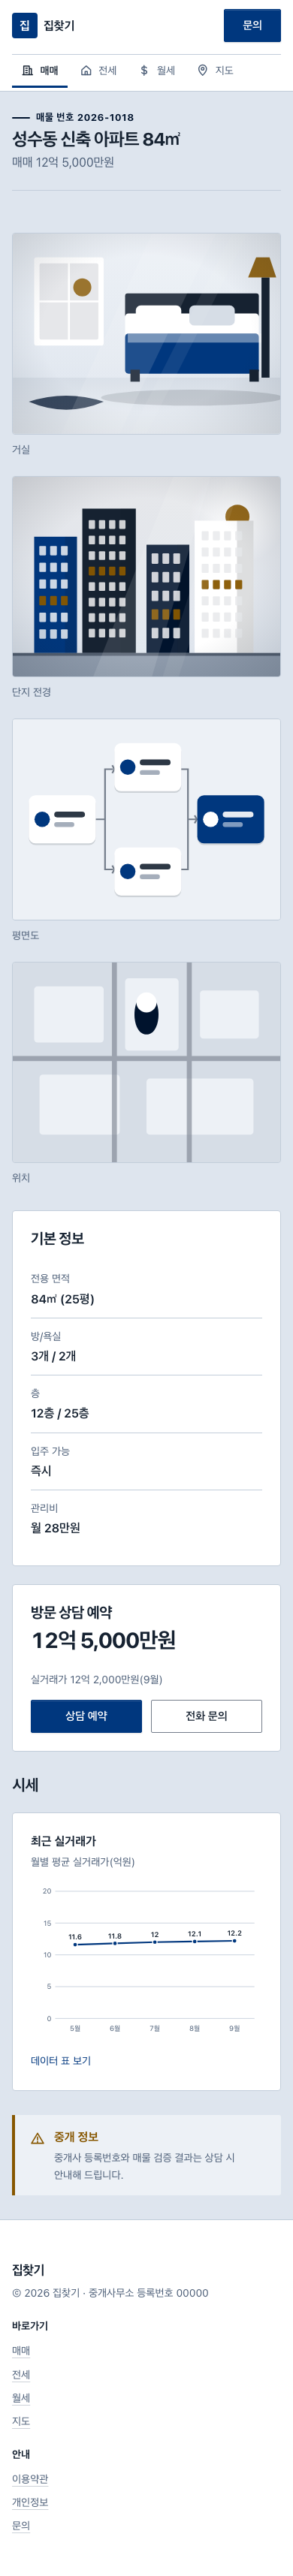 집 집찾기
문의
매매 전세 월세 지도
매물 번호 2026-1018
성수동 신축 아파트 84㎡
매매 12억 5,000만원
거실
단지 전경
평면도
위치
기본 정보
전용 면적
84㎡ (25평)
방/욕실
3개 / 2개
층
12층 / 25층
입주 가능
즉시
관리비
월 28만원
방문 상담 예약
12억 5,000만원
실거래가 12억 2,000만원(9월)
상담 예약
전화 문의
시세
최근 실거래가
월별 평균 실거래가(억원)
20
15
10
5
0
11.6 11.8 12 12.1 12.2
5월 6월 7월 8월 9월
데이터 표 보기
중개 정보
중개사 등록번호와 매물 검증 결과는 상담 시
안내해 드립니다.
집찾기
© 2026 집찾기 · 중개사무소 등록번호 00000
바로가기
매매
전세
월세
지도
안내
이용약관
개인정보
문의